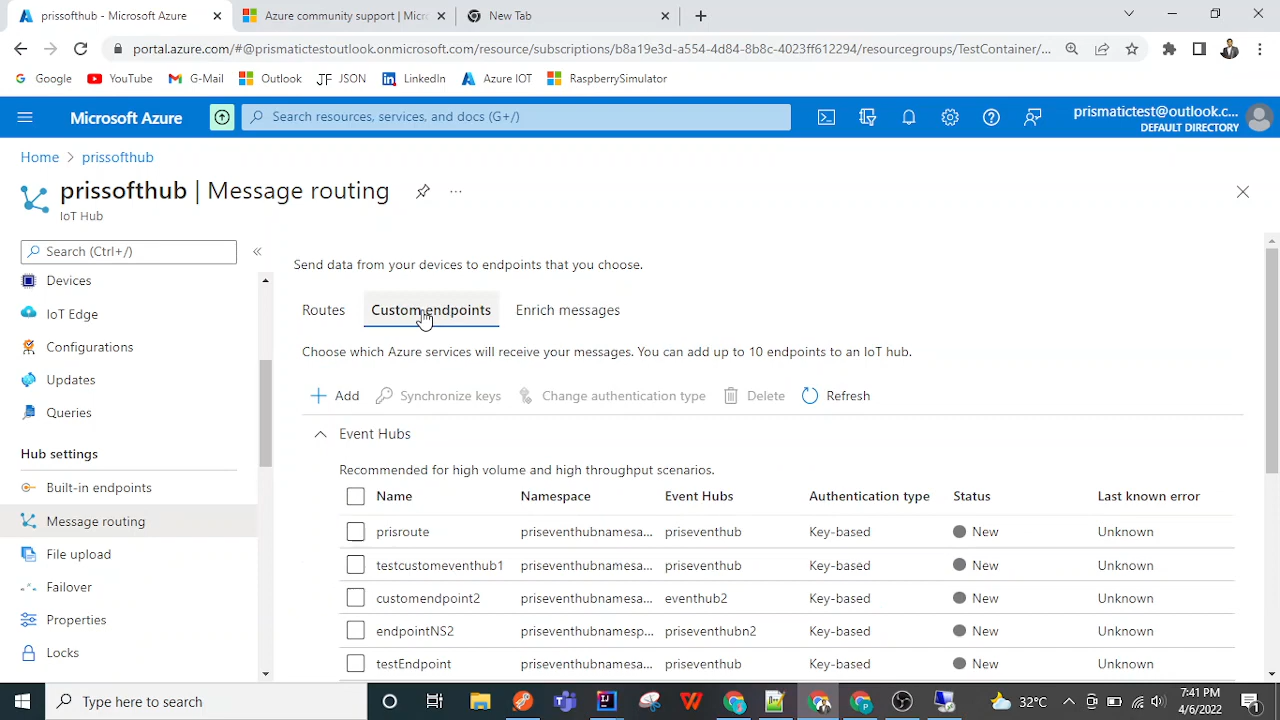 prissofthub - Microsoft Azure
Azure community support | M
New Tab
portal.azure.com/#@prismatictestoutlook.onmicrosoft.com/resource/subscriptions/b8a19e3d-a554-4d84-8b8c-4023ff612294/resourcegroups/TestContainer/...
Google YouTube G-Mail Outlook JSON LinkedIn Azure IOT RaspberrySimulator
Microsoft Azure
Search resources, services, and docs (G+/)
prismatictest@outlook.c...
DEFAULT DIRECTORY
Home > prissofthub
prissofthub | Message routing
IoT Hub
Search (Ctrl+/)
Devices
IoT Edge
Configurations
Updates
Queries
Hub settings
Built-in endpoints
Message routing
File upload
Failover
Properties
Locks
Send data from your devices to endpoints that you choose.
Routes Custom endpoints Enrich messages
Choose which Azure services will receive your messages. You can add up to 10 endpoints to an IoT hub.
Add Synchronize keys Change authentication type Delete Refresh
Event Hubs
Recommended for high volume and high throughput scenarios.
Name Namespace Event Hubs Authentication type Status Last known error
prisroute priseventhubnamesa... priseventhub Key-based New Unknown
testcustomeventhub1 priseventhubnamesa... priseventhub Key-based New Unknown
customendpoint2 priseventhubnamesa... eventhub2 Key-based New Unknown
endpointNS2 priseventhubnamesp... priseventhubn2 Key-based New Unknown
testEndpoint priseventhubnamesa... priseventhub Key-based New Unknown
Type here to search
33°C
7:41 PM
4/6/2022